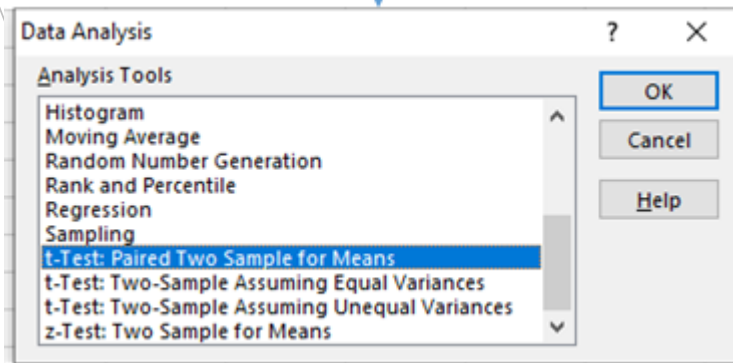 Data Analysis
? ×
Analysis Tools
Histogram
Moving Average
Random Number Generation
Rank and Percentile
Regression
Sampling
t-Test: Paired Two Sample for Means
t-Test: Two-Sample Assuming Equal Variances
t-Test: Two-Sample Assuming Unequal Variances
z-Test: Two Sample for Means
OK
Cancel
Help